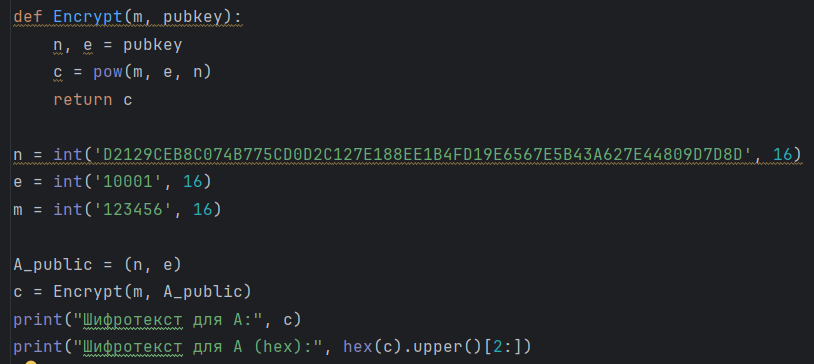 def Encrypt(m, pubkey):
    n, e = pubkey
    c = pow(m, e, n)
    return c
n = int('D2129CEB8C074B775CD0D2C127E188EE1B4FD19E6567E5B43A627E44809D7D8D', 16)
e = int('10001', 16)
m = int('123456', 16)
A_public = (n, e)
c = Encrypt(m, A_public)
print("Шифротекст для A:", c)
print("Шифротекст для A (hex):", hex(c).upper()[2:])